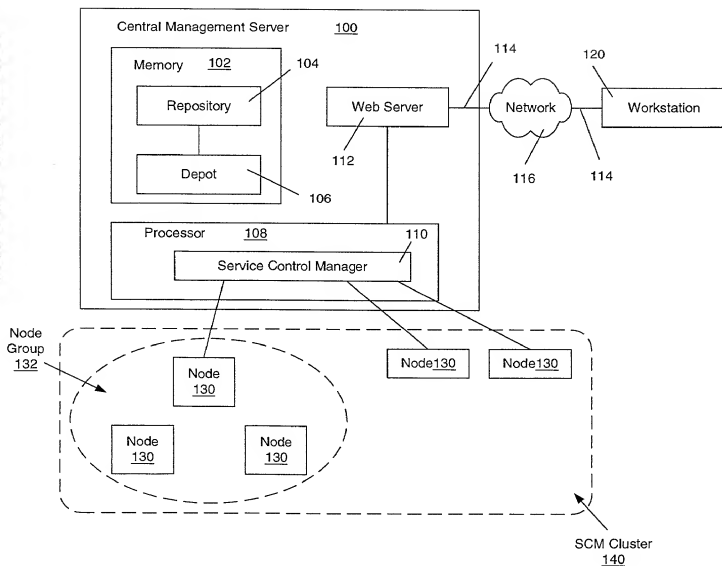 Central Management Server 100
114
Memory 102
104
120
Repository
Web Server
Network
Workstation
112
116
114
Depot
106
Processor 108
110
Service Control Manager
Node
Group
132
Node
130
Node130
Node130
Node
130
Node
130
SCM Cluster
140